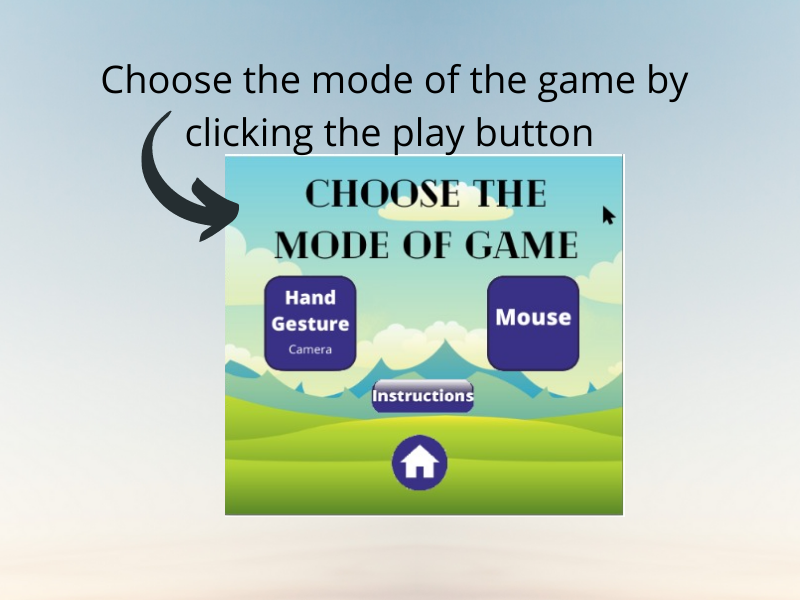 Choose the mode of the game by
clicking the play button
CHOOSE THE
MODE OF GAME
Hand
Gesture
Camera
Mouse
Instructions